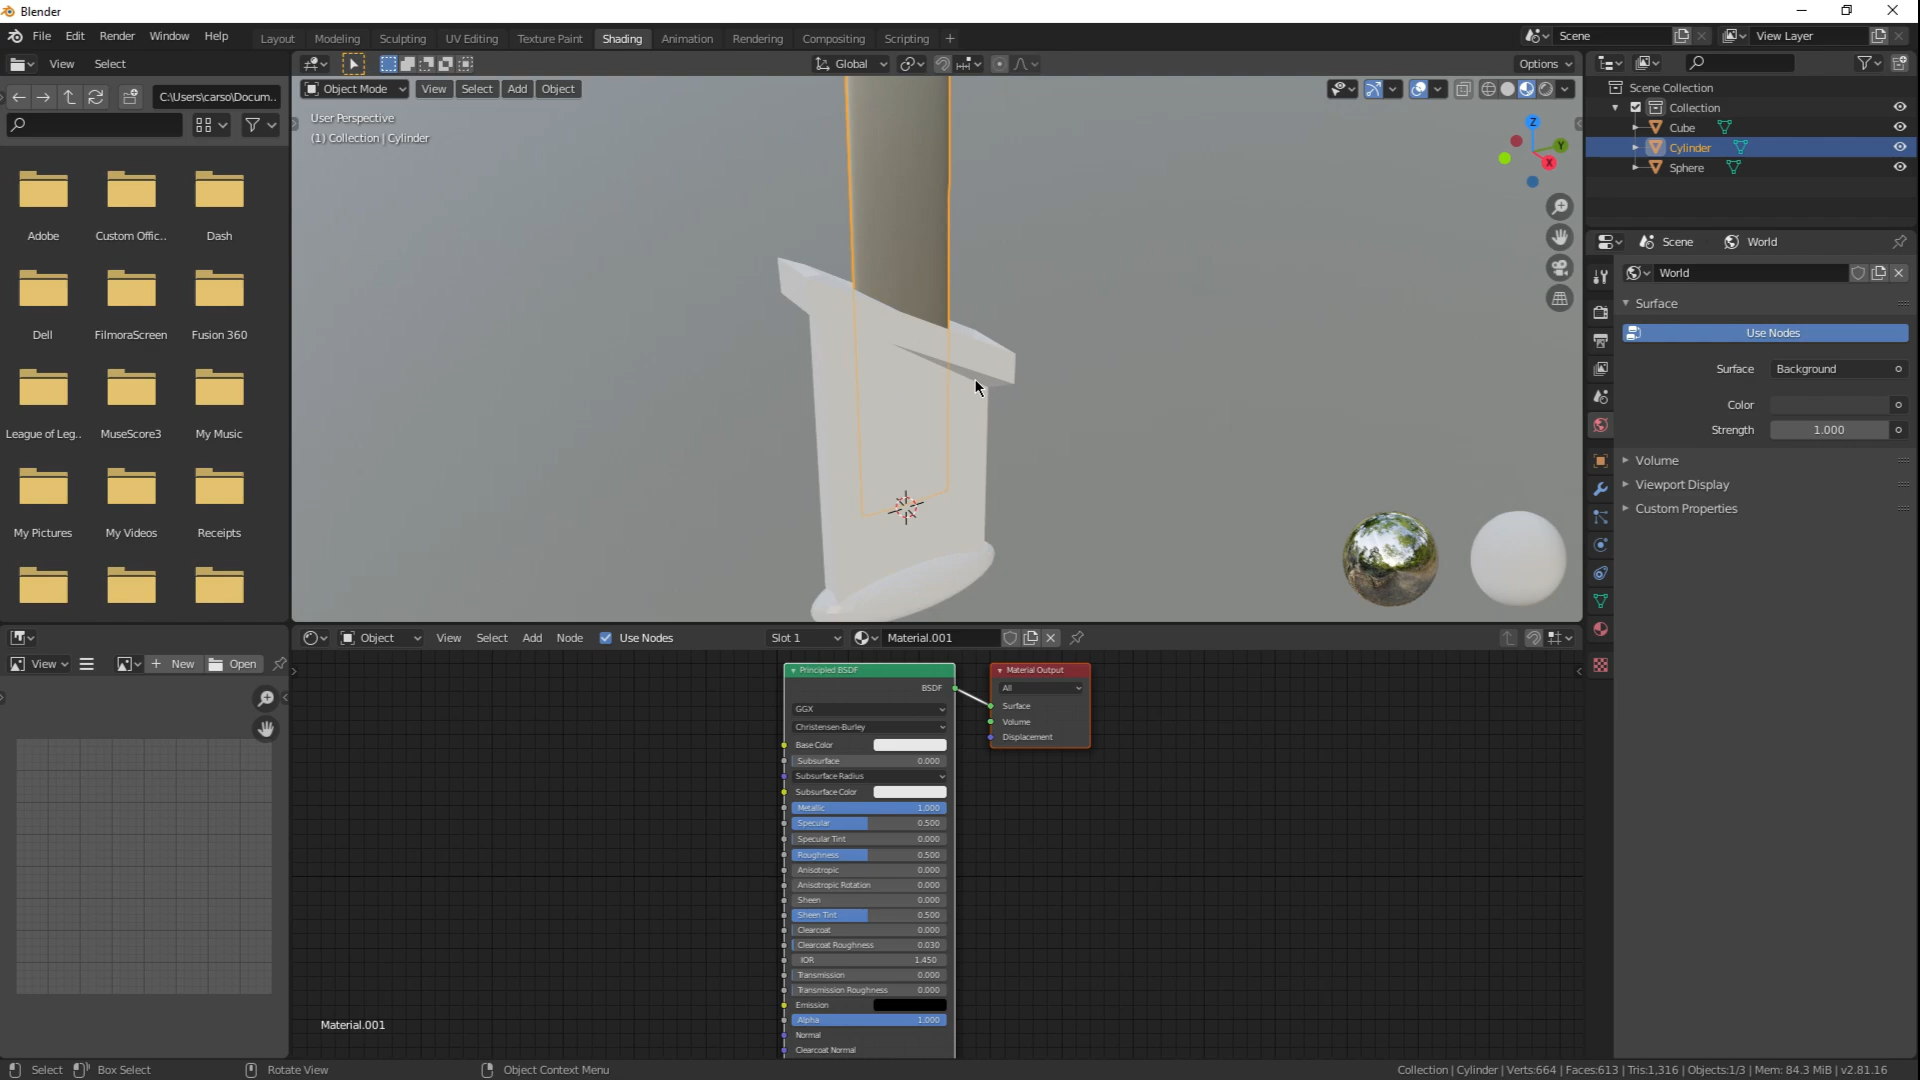 Blender
File Edit Render Window Help
Layout Modeling Sculpting UV Editing Texture Paint Shading Animation Rendering Compositing Scripting +
Scene
View Layer
View Select
C:\Users\carso\Docum..
Adobe Custom Offic.. Dash
Dell FilmoraScreen Fusion 360
League of Leg.. MuseScore3 My Music
My Pictures My Videos Receipts
Global
Options
Object Mode View Select Add Object
User Perspective
(1) Collection | Cylinder
Z
Y
X
Scene Collection
Collection
Cube
Cylinder
Sphere
Scene World
World
Surface
Use Nodes
Surface Background
Color
Strength 1.000
Volume
Viewport Display
Custom Properties
View + New Open
Object View Select Add Node Use Nodes Slot 1 Material.001
Principled BSDF
BSDF
GGX
Christensen-Burley
Base Color
Subsurface 0.000
Subsurface Radius
Subsurface Color
Metallic 1.000
Specular 0.500
Specular Tint 0.000
Roughness 0.500
Anisotropic 0.000
Anisotropic Rotation 0.000
Sheen 0.000
Sheen Tint 0.500
Clearcoat 0.000
Clearcoat Roughness 0.030
IOR 1.450
Transmission 0.000
Transmission Roughness 0.000
Emission
Alpha 1.000
Normal
Clearcoat Normal
Material Output
All
Surface
Volume
Displacement
Material.001
Select Box Select Rotate View Object Context Menu
Collection | Cylinder | Verts:664 | Faces:613 | Tris:1,316 | Objects:1/3 | Mem: 84.3 MiB | v2.81.16